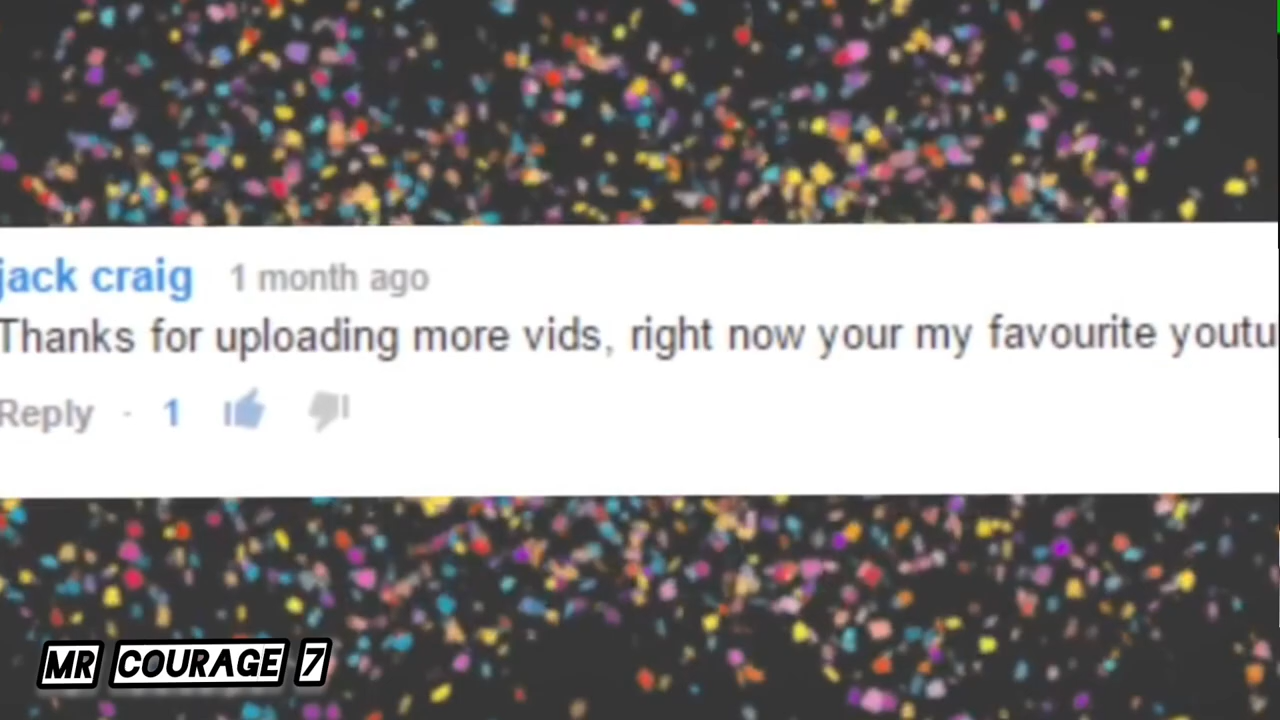 jack craig 1 month ago
Thanks for uploading more vids, right now your my favourite youtu
Reply · 1
MR COURAGE 7